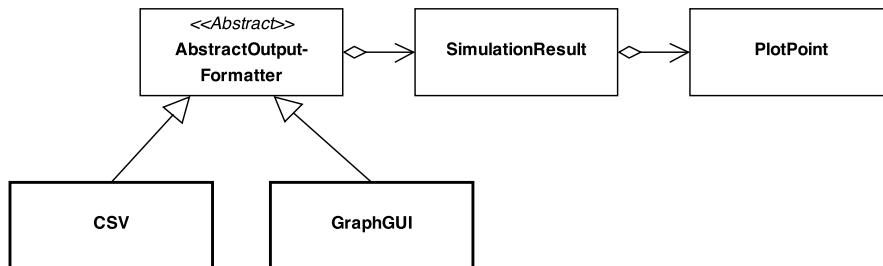 <<Abstract>>
AbstractOutput-
Formatter
SimulationResult
PlotPoint
CSV
GraphGUI